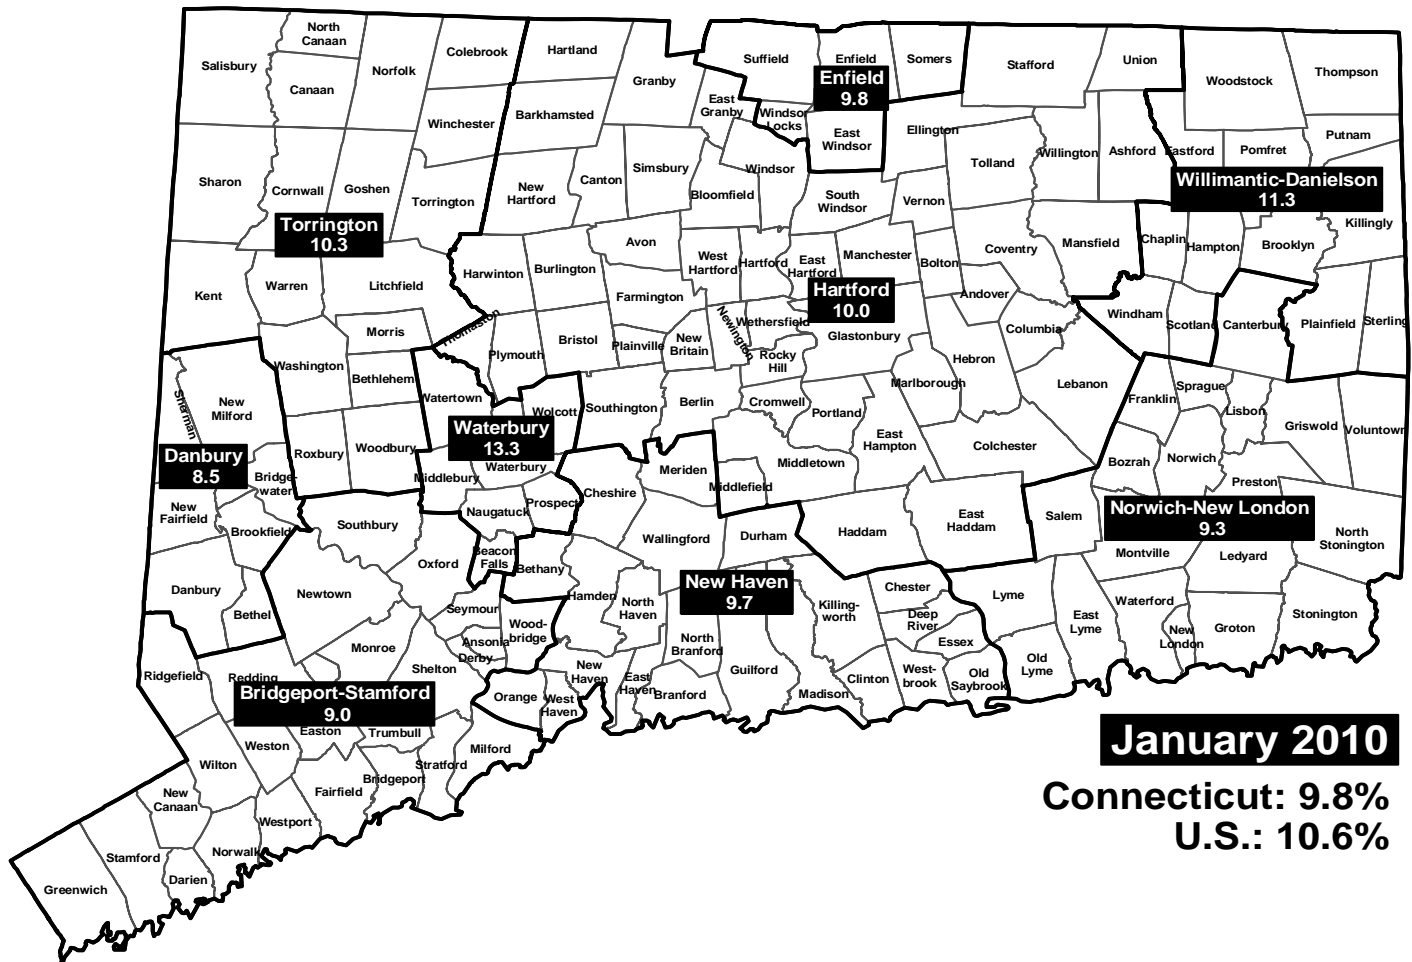 North
Canaan
Colebrook
Hartland
Salisbury
Norfolk
Canaan
Granby
Suffield
Enfield
Somers
Stafford
Union
Woodstock
Thompson
Enfield
9.8
East
Granby
Windsor
Locks
East
Windsor
Winchester
Barkhamsted
Ellington
Tolland
Willington
Ashford
Eastford
Pomfret
Putnam
Sharon
Cornwall
Goshen
Torrington
New
Hartford
Canton
Simsbury
Bloomfield
Windsor
South
Windsor
Vernon
Willimantic-Danielson
11.3
Torrington
10.3
Killingly
Avon
West
Hartford
Hartford
East
Hartford
Manchester
Bolton
Coventry
Mansfield
Chaplin
Hampton
Brooklyn
Kent
Warren
Litchfield
Harwinton
Burlington
Farmington
Hartford
10.0
Andover
Columbia
Windham
Scotland
Canterbury
Plainfield
Sterling
Morris
Thomaston
Plymouth
Bristol
Plainville
New
Britain
Newington
Wethersfield
Rocky
Hill
Glastonbury
Hebron
Marlborough
Lebanon
Washington
Bethlehem
Watertown
Wolcott
Southington
Berlin
Cromwell
Portland
Franklin
Sprague
Lisbon
Griswold
Voluntown
Sherman
New
Milford
Roxbury
Woodbury
Waterbury
13.3
Waterbury
Middlebury
East
Hampton
Colchester
Bozrah
Norwich
Preston
Danbury
8.5
Bridge-
water
Meriden
Middlefield
Middletown
New
Fairfield
Brookfield
Southbury
Naugatuck
Prospect
Cheshire
Wallingford
Durham
Haddam
East
Haddam
Salem
Norwich-New London
9.3
North
Stonington
Montville
Ledyard
Oxford
Beacon
Falls
Bethany
Hamden
New Haven
9.7
Danbury
Bethel
Newtown
Seymour
Wood-
bridge
North
Haven
North
Branford
Killing-
worth
Chester
Deep
River
Essex
Lyme
East
Lyme
Waterford
New
London
Groton
Stonington
Monroe
Ansonia
Derby
Shelton
Ridgefield
Redding
Bridgeport-Stamford
9.0
Orange
West
Haven
New
Haven
East
Haven
Branford
Guilford
Madison
Clinton
West-
brook
Old
Saybrook
Old
Lyme
Wilton
Weston
Easton
Trumbull
Stratford
Milford
Bridgeport
Fairfield
Westport
New
Canaan
Norwalk
Stamford
Darien
Greenwich
January 2010
Connecticut: 9.8%
U.S.: 10.6%